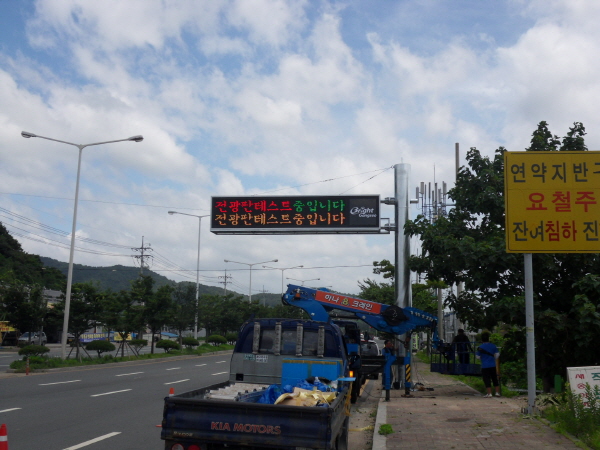 전광판테스트중입니다
전광판테스트중입니다
Bright
연약지반구
요철주
잔여침하 진
KIA MOTORS